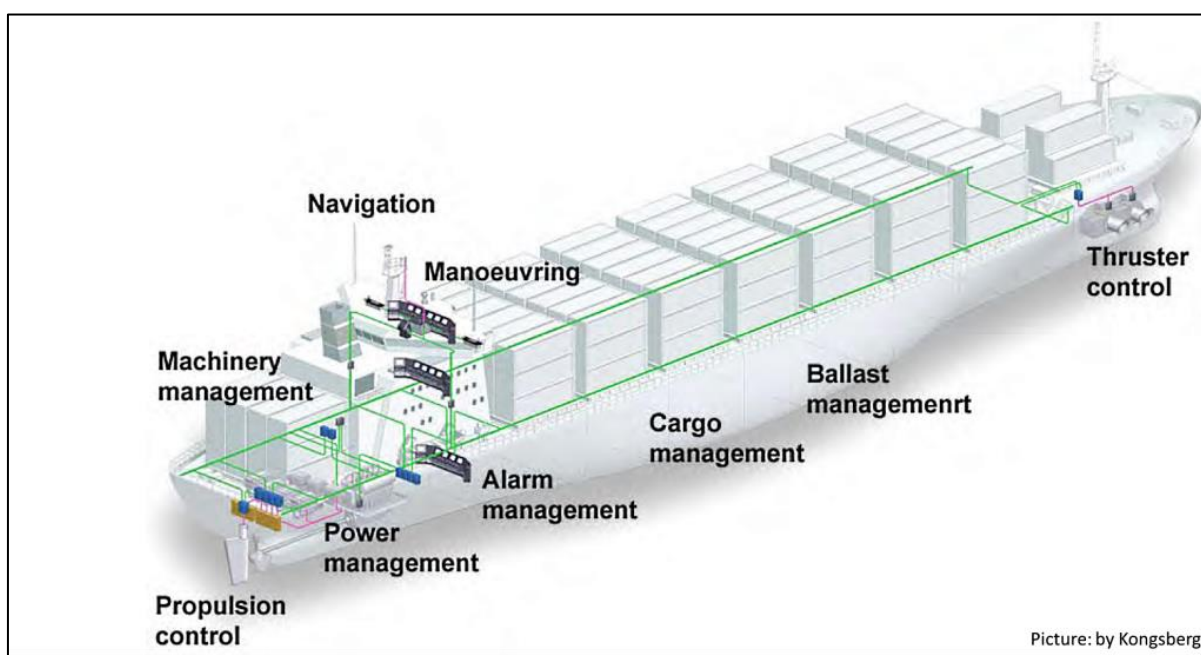 Navigation
Manoeuvring
Thruster
control
Machinery
management
Ballast
managemenrt
Cargo
management
Alarm
management
Power
management
Propulsion
control
Picture: by Kongsberg